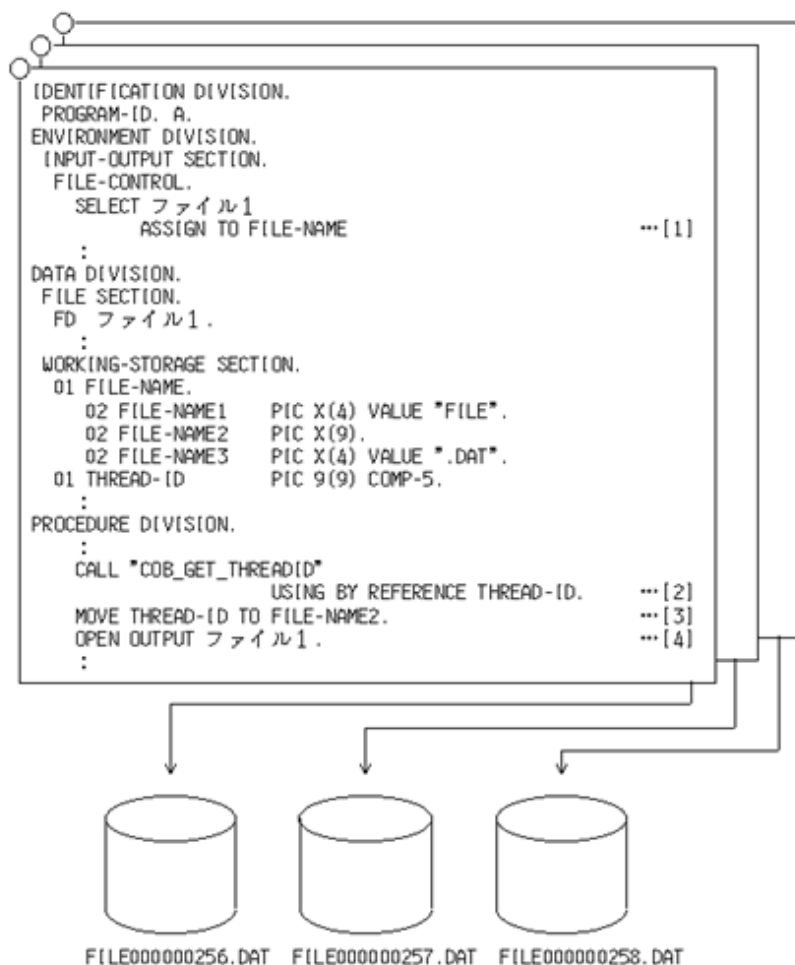 IDENTIFICATION DIVISION.
PROGRAM-ID. A.
ENVIRONMENT DIVISION.
INPUT-OUTPUT SECTION.
FILE-CONTROL.
SELECT ファイル1
ASSIGN TO FILE-NAME …[1]
:
DATA DIVISION.
FILE SECTION.
FD ファイル1.
:
WORKING-STORAGE SECTION.
01 FILE-NAME.
02 FILE-NAME1 PIC X(4) VALUE "FILE".
02 FILE-NAME2 PIC X(9).
02 FILE-NAME3 PIC X(4) VALUE ".DAT".
01 THREAD-ID PIC 9(9) COMP-5.
:
PROCEDURE DIVISION.
:
CALL "COB_GET_THREADID"
USING BY REFERENCE THREAD-ID. …[2]
MOVE THREAD-ID TO FILE-NAME2. …[3]
OPEN OUTPUT ファイル1. …[4]
:
FILE000000256.DAT FILE000000257.DAT FILE000000258.DAT